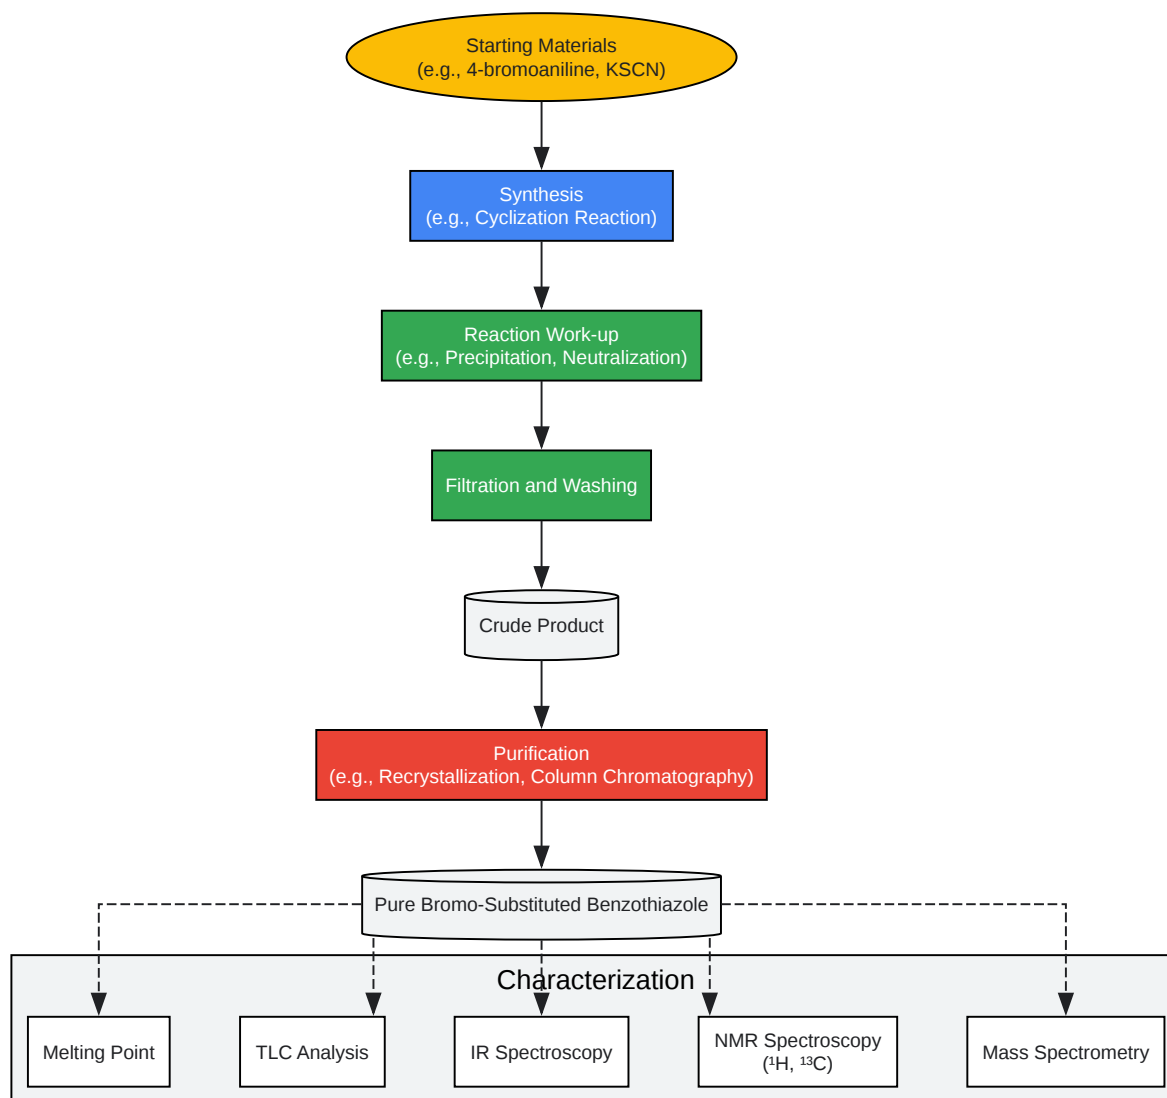 Starting Materials
(e.g., 4-bromoaniline, KSCN)
Synthesis
(e.g., Cyclization Reaction)
Reaction Work-up
(e.g., Precipitation, Neutralization)
Filtration and Washing
Crude Product
Purification
(e.g., Recrystallization, Column Chromatography)
Pure Bromo-Substituted Benzothiazole
Characterization
Melting Point
TLC Analysis
IR Spectroscopy
NMR Spectroscopy
(¹H, ¹³C)
Mass Spectrometry